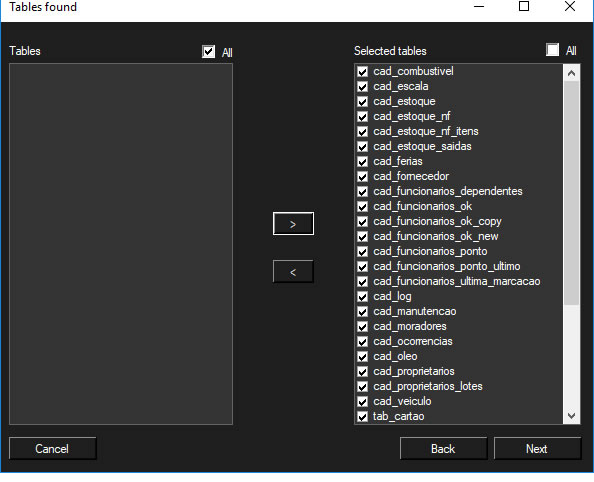 Tables found
Tables
All
Selected tables
All
cad_combustivel
cad_escala
cad_estoque
cad_estoque_nf
cad_estoque_nf_itens
cad_estoque_saidas
cad_ferias
cad_fornecedor
cad_funcionarios_dependentes
cad_funcionarios_ok
cad_funcionarios_ok_copy
cad_funcionarios_ok_new
cad_funcionarios_ponto
cad_funcionarios_ponto_ultimo
cad_funcionarios_ultima_marcacao
cad_log
cad_manutencao
cad_moradores
cad_ocorrencias
cad_oleo
cad_proprietarios
cad_proprietarios_lotes
cad_veiculo
tab_cartao
>
<
Cancel
Back
Next